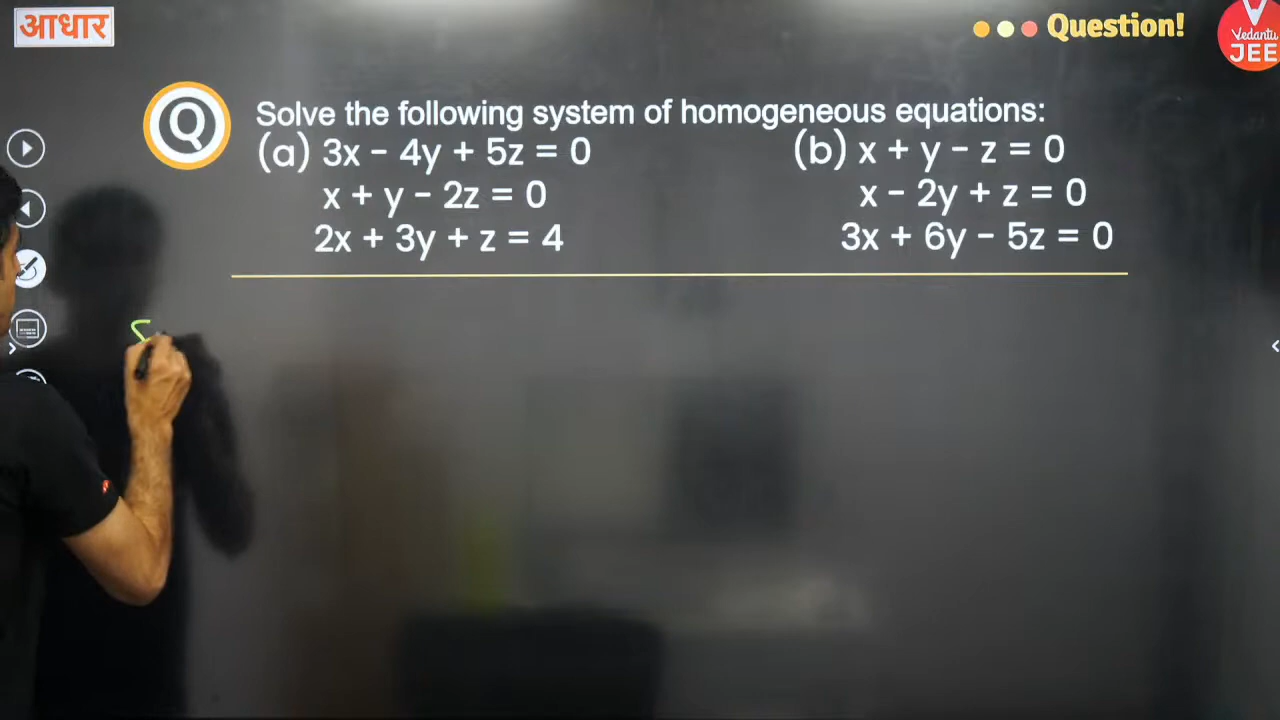 आधार
Question!
Vedantu
JEE
Q Solve the following system of homogeneous equations:
(a) 3x - 4y + 5z = 0
x + y - 2z = 0
2x + 3y + z = 4
(b) x + y - z = 0
x - 2y + z = 0
3x + 6y - 5z = 0